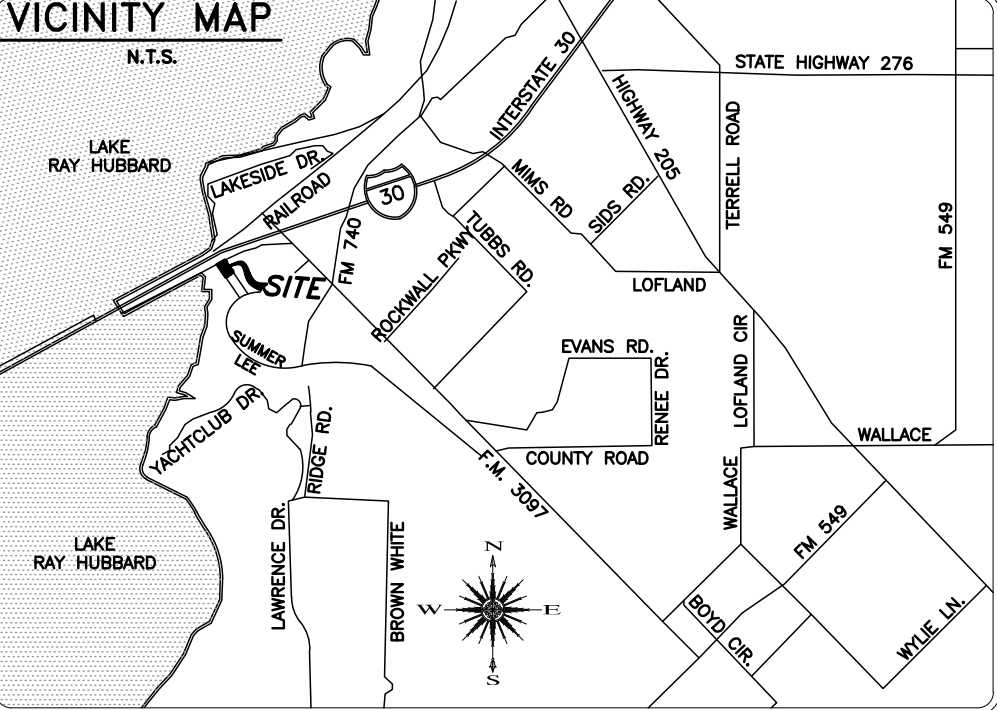 VICINITY MAP
N.T.S.
STATE HIGHWAY 276
INTERSTATE 30
HIGHWAY 205
TERRELL ROAD
LAKE
RAY HUBBARD
LAKESIDE DR.
RAILROAD
30
MIMS RD
SIDS RD.
FM 549
FM 740
TUBBS RD.
ROCKWALL PKWY
SITE
LOFLAND
SUMMER
LEE
EVANS RD.
RENEE DR.
LOFLAND CIR
YACHTCLUB DR
RIDGE RD.
WALLACE
COUNTY ROAD
F.M. 3097
WALLACE
FM 549
LAKE
RAY HUBBARD
LAWRENCE DR.
BROWN WHITE
N
W
E
S
BOYD CIR.
WYLIE LN.